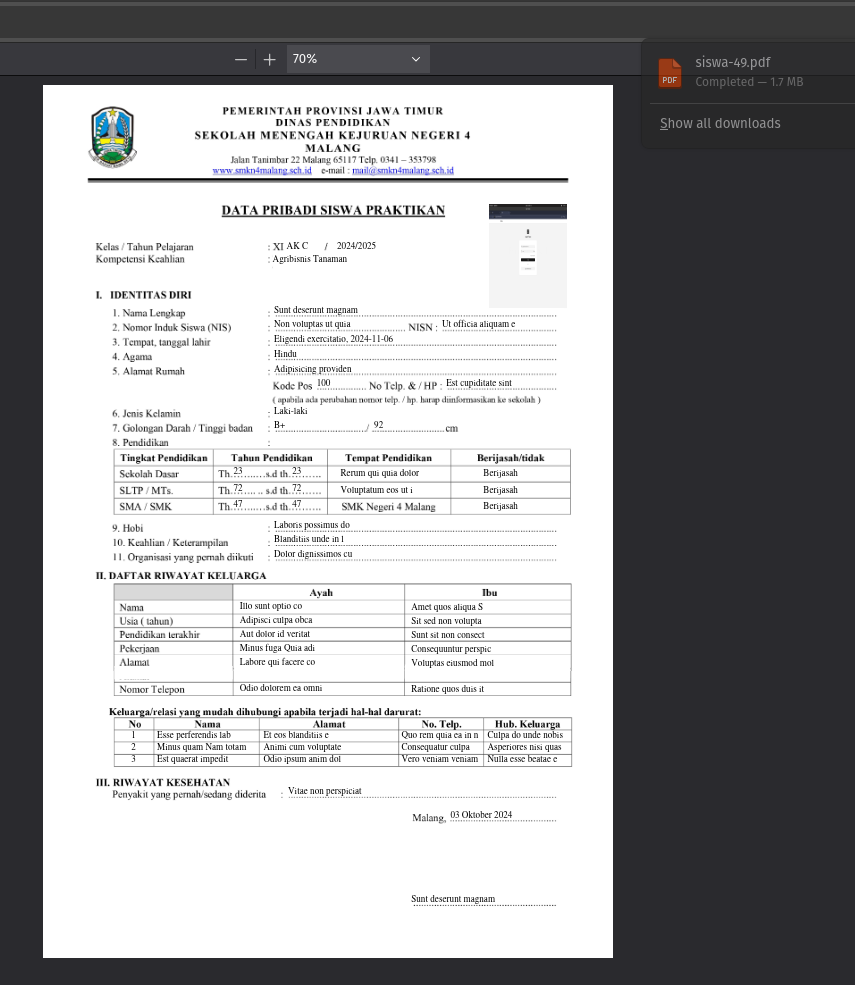 70%
siswa-49.pdf
Completed — 1.7 MB
Show all downloads
PDF
PEMERINTAH PROVINSI JAWA TIMUR
DINAS PENDIDIKAN
SEKOLAH MENENGAH KEJURUAN NEGERI 4
MALANG
Jalan Tanimbar 22 Malang 65117 Telp. 0341 – 353798
www.smkn4malang.sch.id e-mail : mail@smkn4malang.sch.id
DATA PRIBADI SISWA PRAKTIKAN
Kelas / Tahun Pelajaran : XI AK C / 2024/2025
Kompetensi Keahlian : Agribisnis Tanaman
I. IDENTITAS DIRI
1. Nama Lengkap : Sunt deserunt magnam
2. Nomor Induk Siswa (NIS) : Non voluptas ut quia NISN : Ut officia aliquam e
3. Tempat, tanggal lahir : Eligendi exercitatio, 2024-11-06
4. Agama : Hindu
5. Alamat Rumah : Adipisicing providen
Kode Pos 100 No Telp. & / HP : Est cupiditate sint
( apabila ada perubahan nomor telp. / hp. harap diinformasikan ke sekolah )
6. Jenis Kelamin : Laki-laki
7. Golongan Darah / Tinggi badan : B+ / 92 cm
8. Pendidikan :
Tingkat Pendidikan Tahun Pendidikan Tempat Pendidikan Berijasah/tidak
Sekolah Dasar Th. 23 s.d th. 23 Rerum qui quia dolor Berijasah
SLTP / MTs. Th. 72 s.d th. 72 Voluptatum eos ut i Berijasah
SMA / SMK Th. 47 s.d th. 47 SMK Negeri 4 Malang Berijasah
9. Hobi : Laboris possimus do
10. Keahlian / Keterampilan : Blanditiis unde in l
11. Organisasi yang pernah diikuti : Dolor dignissimos cu
II. DAFTAR RIWAYAT KELUARGA
Ayah Ibu
Nama Illo sunt optio co Amet quos aliqua S
Usia ( tahun) Adipisci culpa obca Sit sed non volupta
Pendidikan terakhir Aut dolor id veritat Sunt sit non consect
Pekerjaan Minus fuga Quia adi Consequuntur perspic
Alamat Labore qui facere co Voluptas eiusmod mol
Nomor Telepon Odio dolorem ea omni Ratione quos duis it
Keluarga/relasi yang mudah dihubungi apabila terjadi hal-hal darurat:
No Nama Alamat No. Telp. Hub. Keluarga
1 Esse perferendis lab Et eos blanditiis e Quo rem quia ea in n Culpa do unde nobis
2 Minus quam Nam totam Animi cum voluptate Consequatur culpa Asperiores nisi quas
3 Est quaerat impedit Odio ipsum anim dol Vero veniam veniam Nulla esse beatae e
III. RIWAYAT KESEHATAN
Penyakit yang pernah/sedang diderita : Vitae non perspiciat
Malang, 03 Oktober 2024
Sunt deserunt magnam